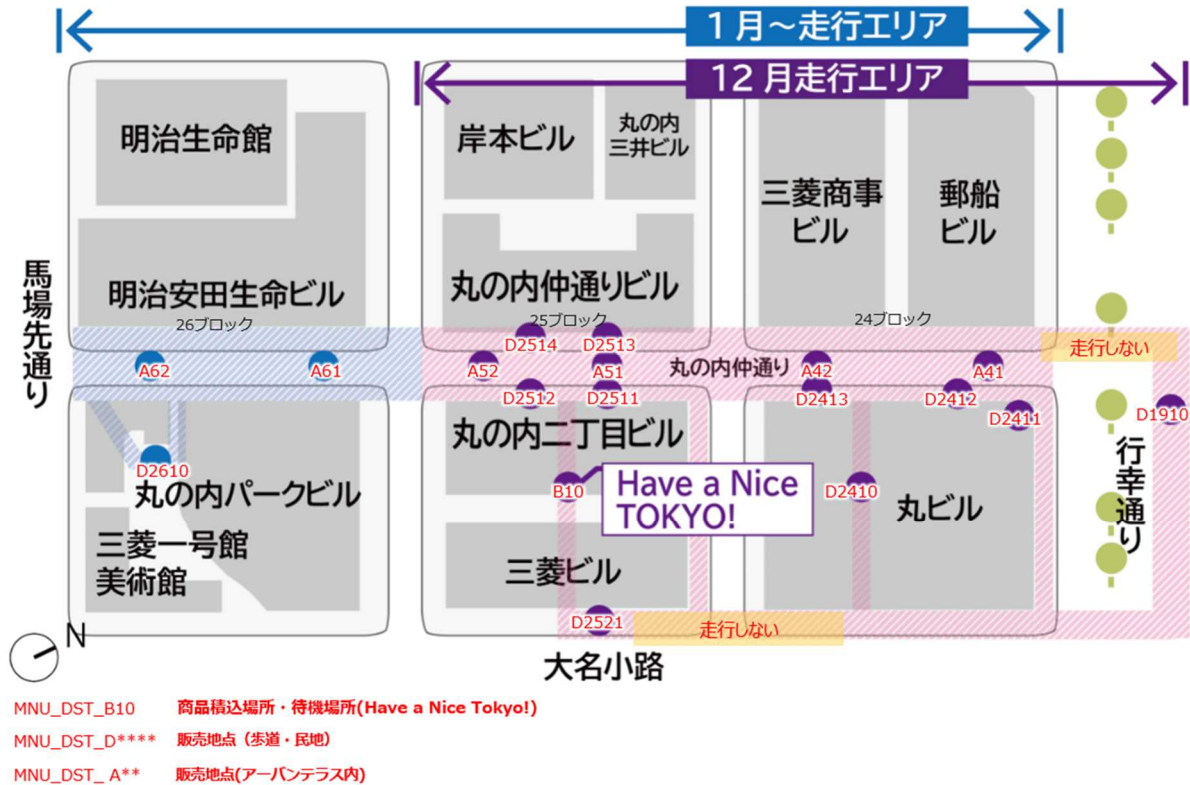 1月～走行エリア
12月走行エリア
明治生命館
岸本ビル
丸の内
三井ビル
三菱商事
ビル
郵船
ビル
馬場先通り
明治安田生命ビル
丸の内仲通りビル
26ブロック
25ブロック
24ブロック
D2514
D2513
走行しない
A62
A61
A52
A51
丸の内仲通り
A42
A41
D2512
D2511
D2413
D2412
D2411
D1910
丸の内二丁目ビル
行幸通り
D2610
丸の内パークビル
B10
Have a Nice
TOKYO!
D2410
丸ビル
三菱一号館
美術館
三菱ビル
D2521
走行しない
N
大名小路
MNU_DST_B10 商品積込場所・待機場所(Have a Nice Tokyo!)
MNU_DST_D**** 販売地点（歩道・民地）
MNU_DST_ A** 販売地点(アーバンテラス内)